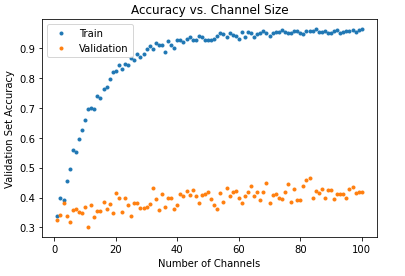 Accuracy vs. Channel Size
Train
Validation
Validation Set Accuracy
0.9
0.8
0.7
0.6
0.5
0.4
0.3
0
20
40
60
80
100
Number of Channels